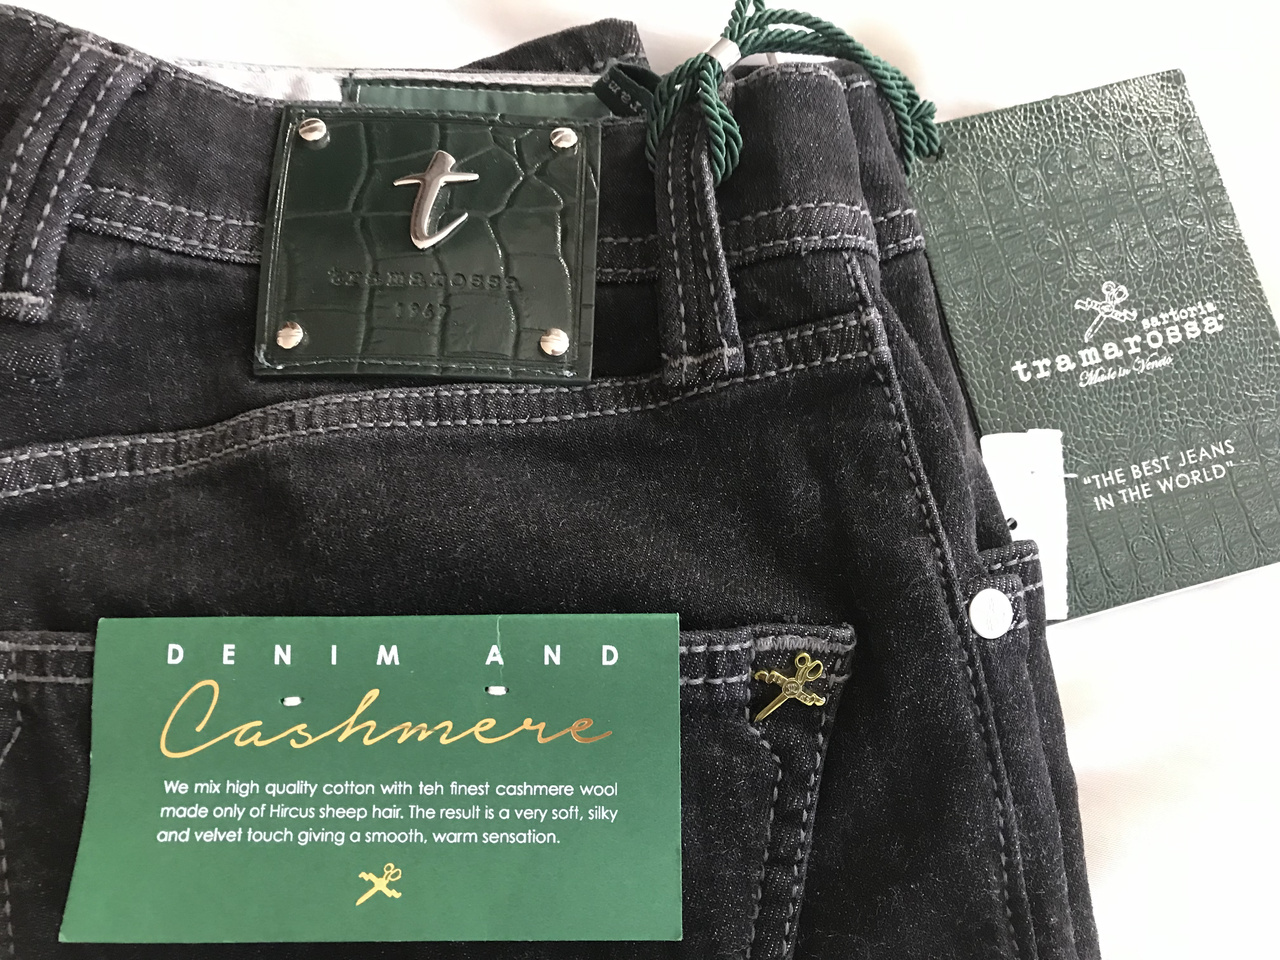 t
tramarossa
1967
sartoria
tramarossa
Made in Veneto
"THE BEST JEANS
IN THE WORLD"
DENIM AND
Cashmere
We mix high quality cotton with teh finest cashmere wool
made only of Hircus sheep hair. The result is a very soft, silky
and velvet touch giving a smooth, warm sensation.